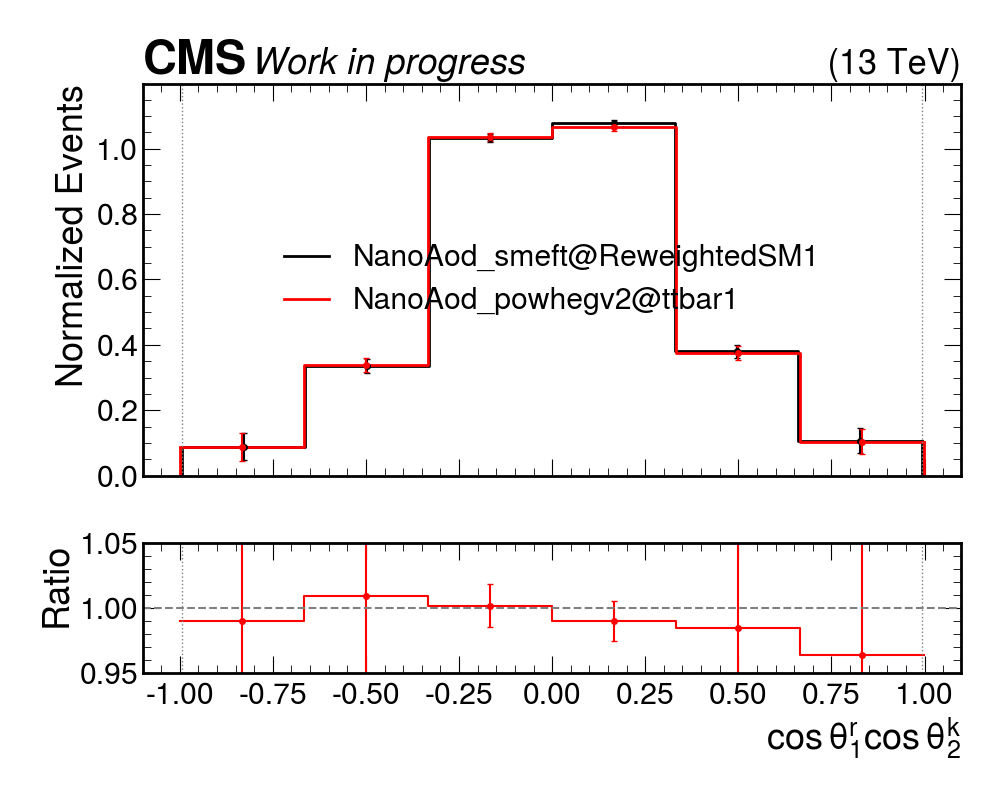 CMS Work in progress (13 TeV)
Normalized Events
1.0
0.8
0.6
0.4
0.2
0.0
NanoAod_smeft@ReweightedSM1
NanoAod_powhegv2@ttbar1
Ratio
1.05
1.00
0.95
-1.00 -0.75 -0.50 -0.25 0.00 0.25 0.50 0.75 1.00
cos θ₁ʳ cos θ₂ᵏ